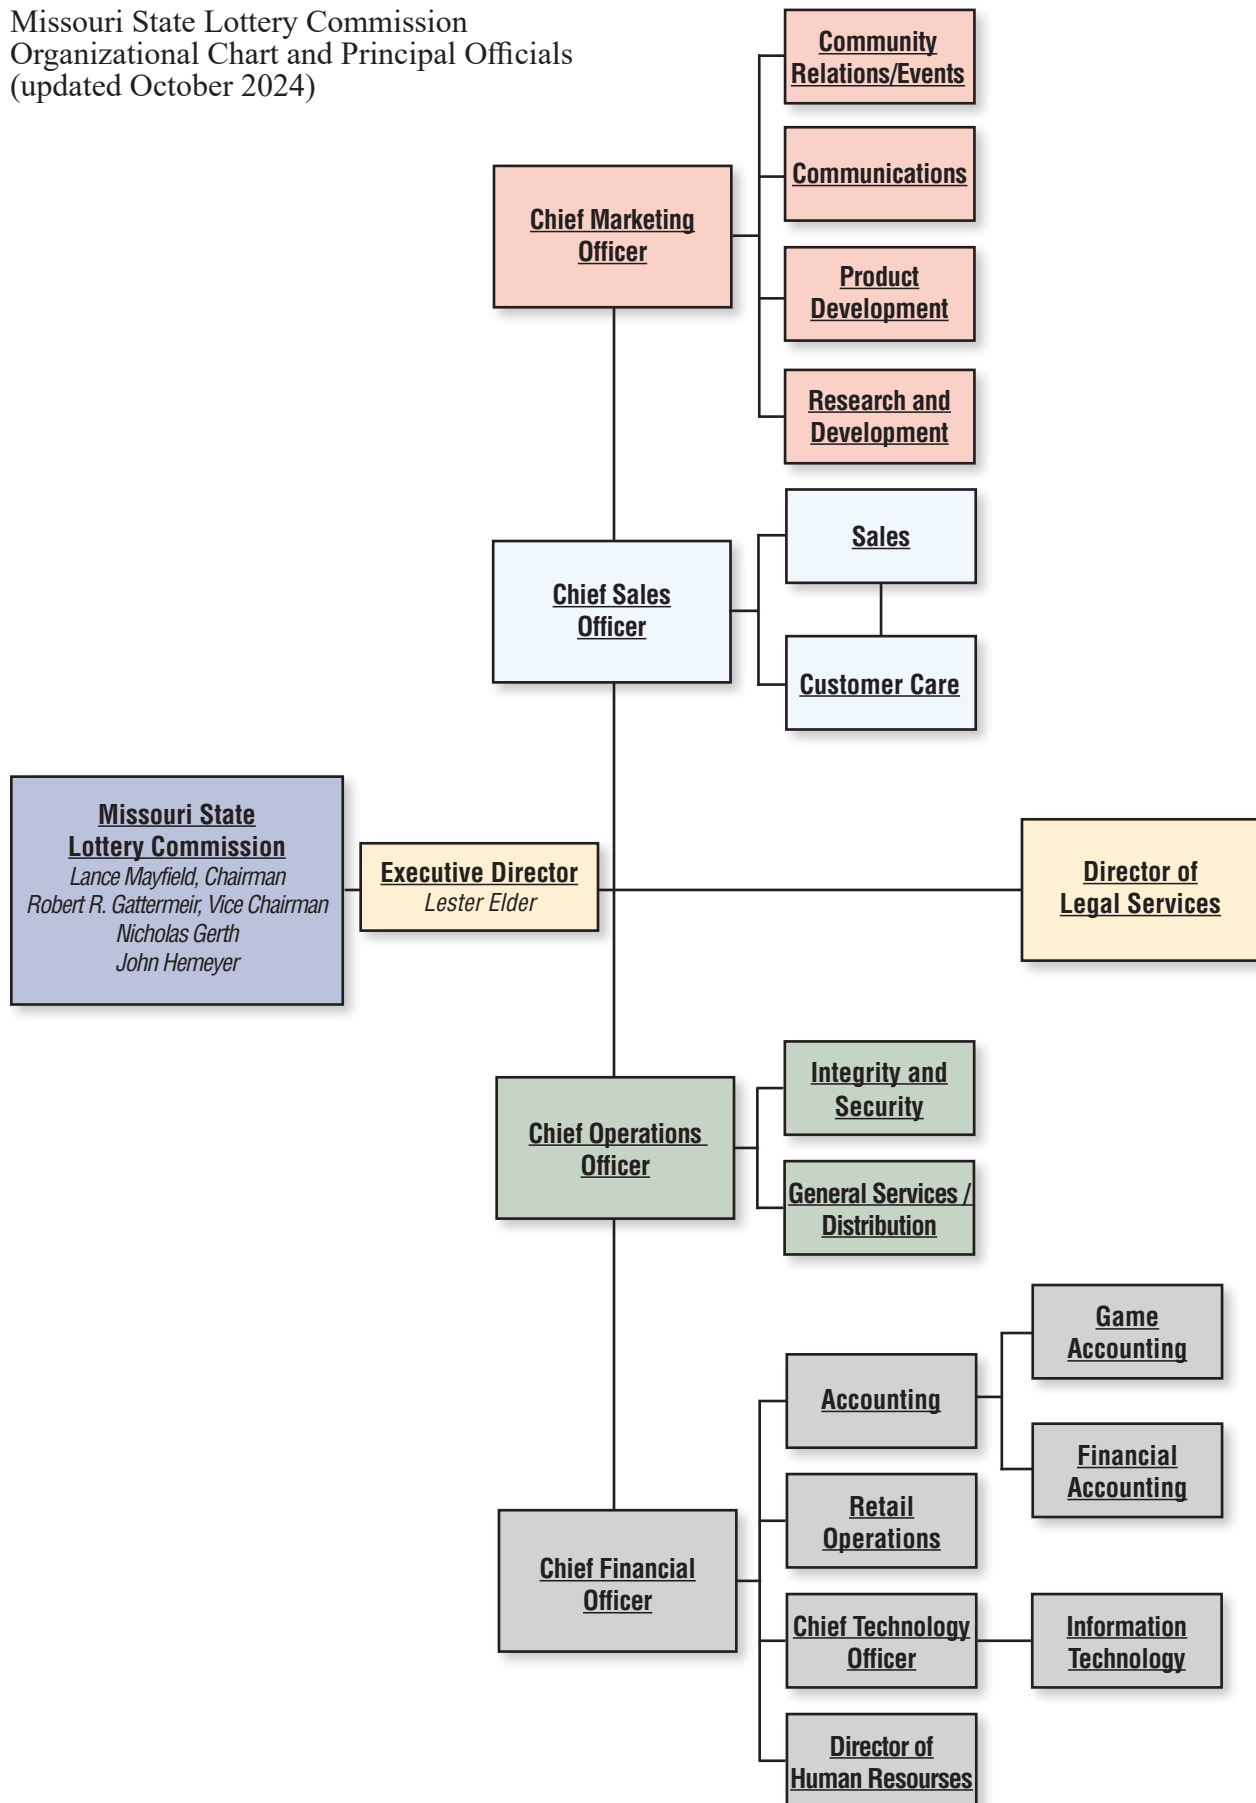 Missouri State Lottery Commission
Organizational Chart and Principal Officials
(updated October 2024)
Community
Relations/Events
Communications
Chief Marketing
Officer
Product
Development
Research and
Development
Sales
Chief Sales
Officer
Customer Care
Missouri State
Lottery Commission
Lance Mayfield, Chairman
Robert R. Gattermeir, Vice Chairman
Nicholas Gerth
John Hemeyer
Executive Director
Lester Elder
Director of
Legal Services
Integrity and
Security
Chief Operations
Officer
General Services /
Distribution
Game
Accounting
Accounting
Financial
Accounting
Retail
Operations
Chief Financial
Officer
Chief Technology
Officer
Information
Technology
Director of
Human Resourses